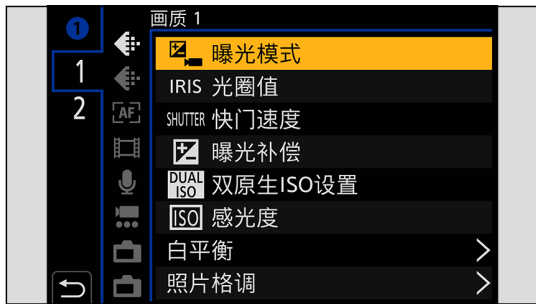 画质 1
1
1
2
AF
曝光模式
IRIS 光圈值
SHUTTER 快门速度
曝光补偿
DUAL ISO 双原生ISO设置
ISO 感光度
白平衡
照片格调